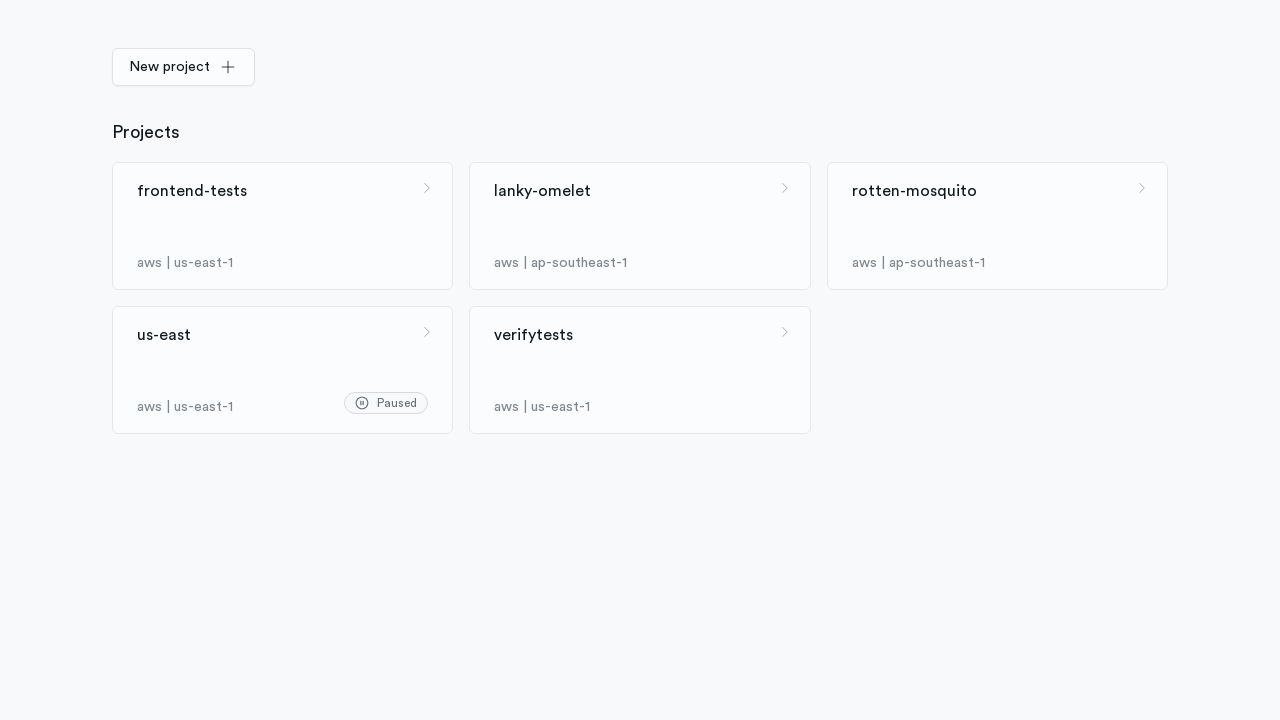 New project
Projects
frontend-tests
aws | us-east-1
lanky-omelet
aws | ap-southeast-1
rotten-mosquito
aws | ap-southeast-1
us-east
aws | us-east-1
Paused
verifytests
aws | us-east-1